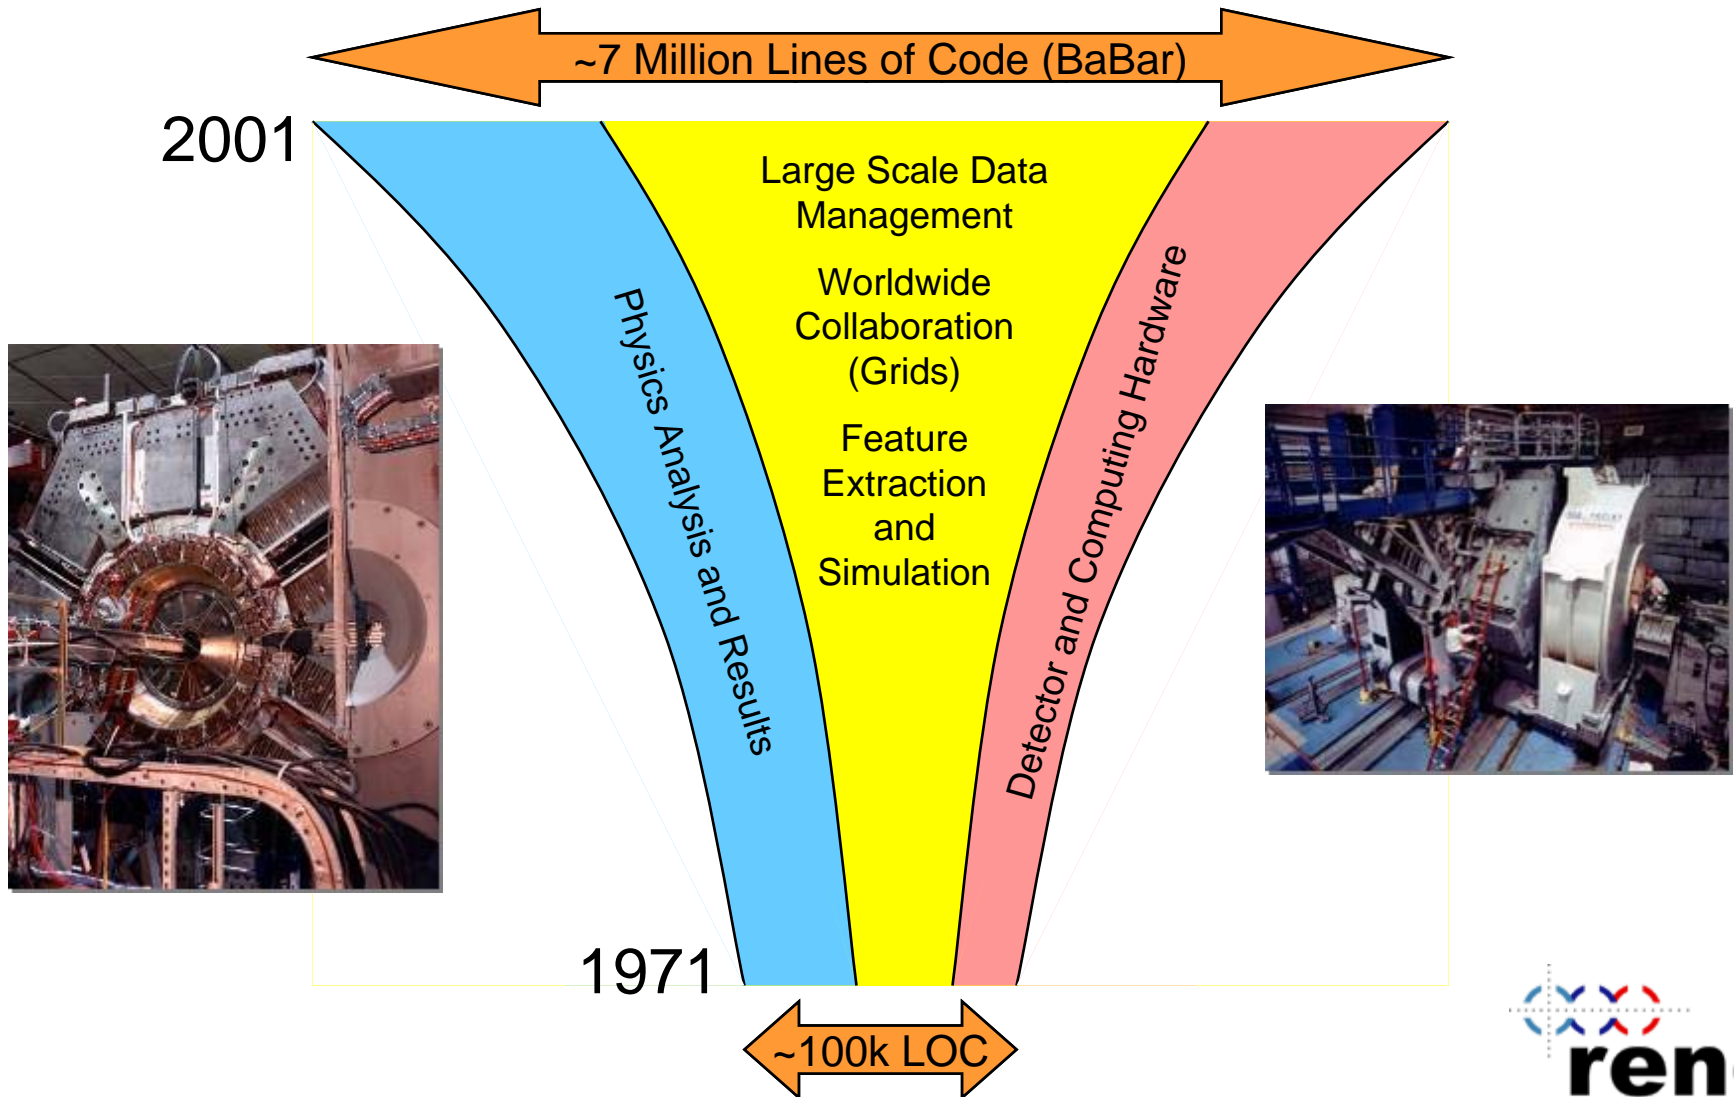 ~7 Million Lines of Code (BaBar)
2001
Large Scale Data
Management
Worldwide
Collaboration
(Grids)
Feature
Extraction
and
Simulation
Physics Analysis and Results
Detector and Computing Hardware
1971
~100k LOC